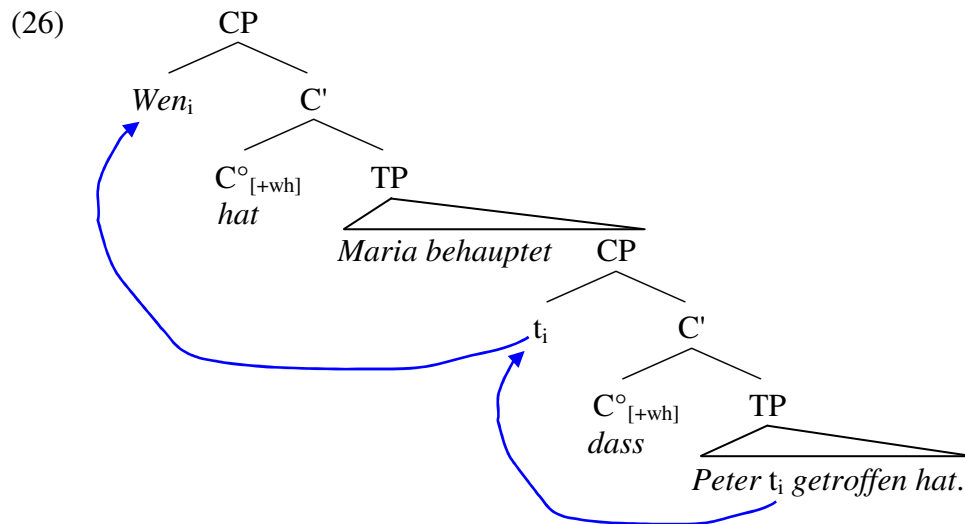 (26) CP
Wenᵢ C'
C°[+wh] TP
hat
Maria behauptet CP
tᵢ C'
C°[+wh] TP
dass
Peter tᵢ getroffen hat.